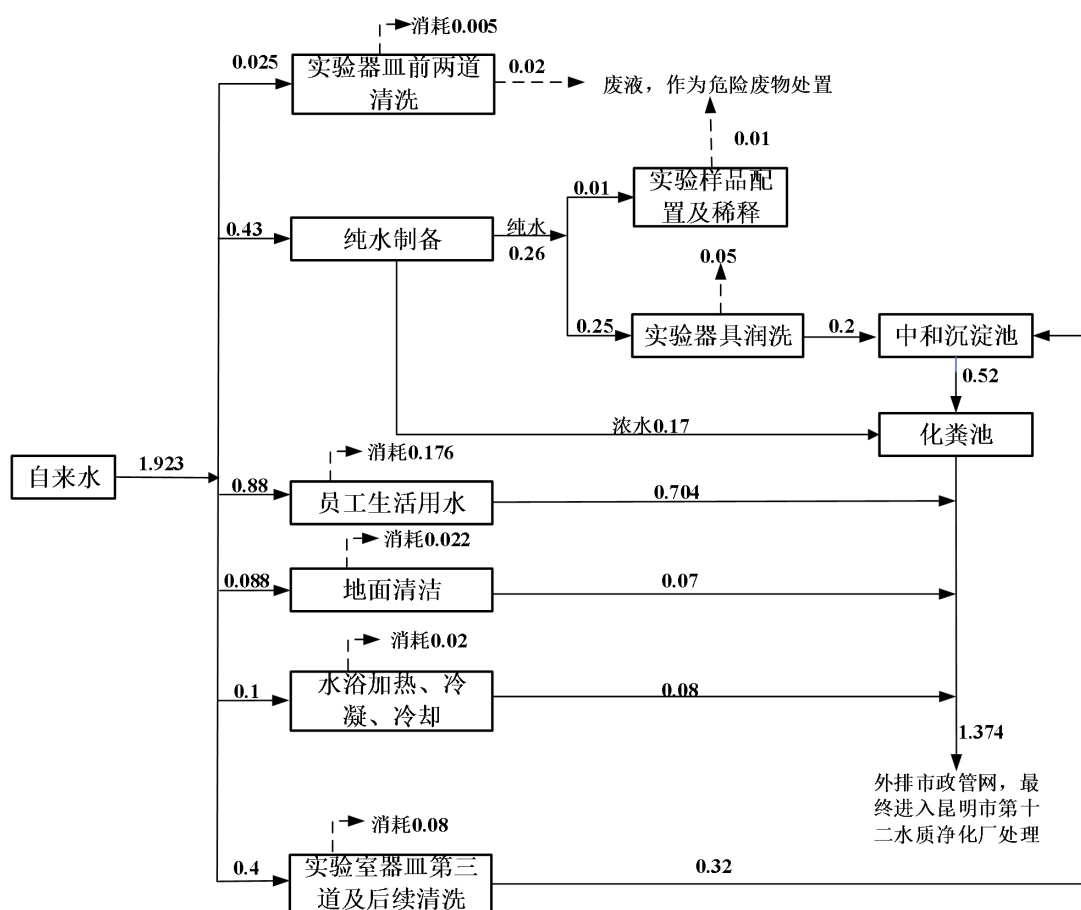 消耗0.005
0.025
实验器皿前两道
清洗
0.02
废液，作为危险废物处置
0.01
0.01
实验样品配
置及稀释
0.43
纯水制备
纯水
0.26
0.05
0.25
实验器具润洗
0.2
中和沉淀池
0.52
浓水0.17
化粪池
自来水
1.923
消耗0.176
0.88
员工生活用水
0.704
消耗0.022
0.088
地面清洁
0.07
消耗0.02
0.1
水浴加热、冷
凝、冷却
0.08
1.374
外排市政管网，最
终进入昆明市第十
二水质净化厂处理
消耗0.08
0.4
实验室器皿第三
道及后续清洗
0.32